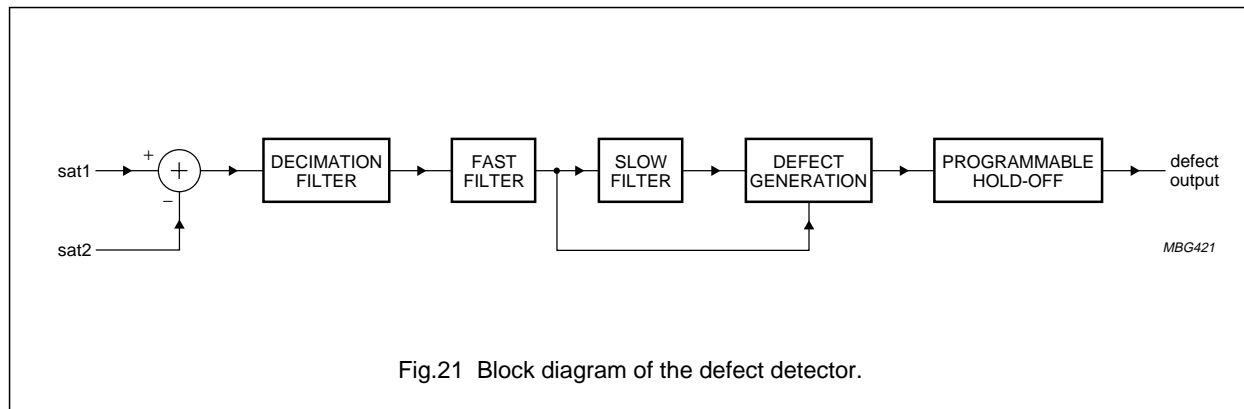 sat1
+
−
sat2
+
DECIMATION
FILTER
FAST
FILTER
SLOW
FILTER
DEFECT
GENERATION
PROGRAMMABLE
HOLD-OFF
defect
output
MBG421
Fig.21 Block diagram of the defect detector.